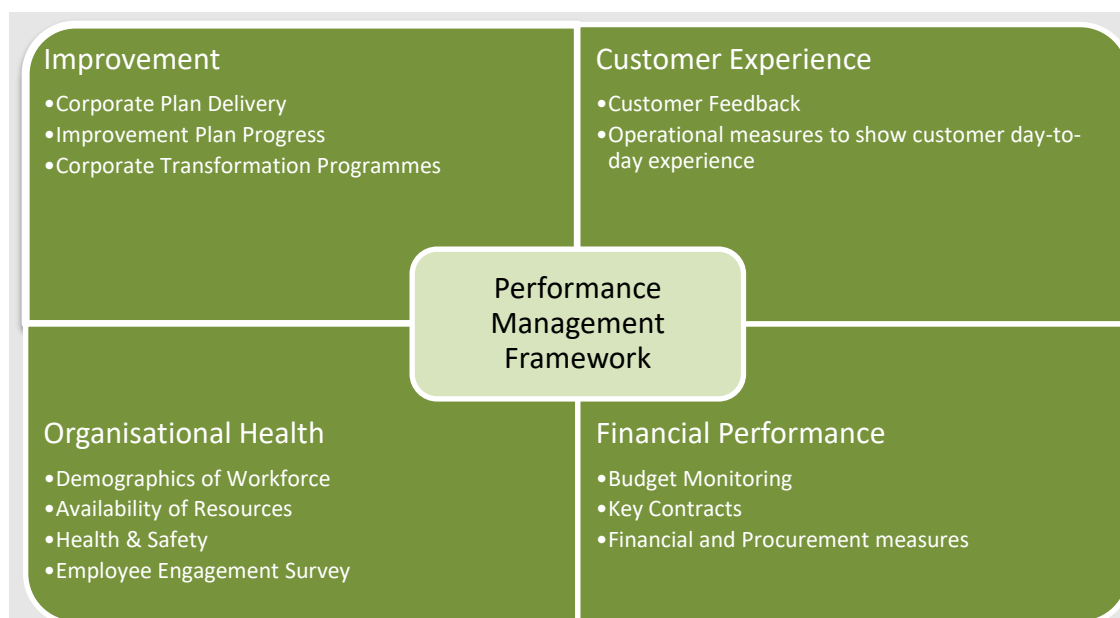 Improvement
•Corporate Plan Delivery
•Improvement Plan Progress
•Corporate Transformation Programmes
Customer Experience
•Customer Feedback
•Operational measures to show customer day-to-
day experience
Performance
Management
Framework
Organisational Health
•Demographics of Workforce
•Availability of Resources
•Health & Safety
•Employee Engagement Survey
Financial Performance
•Budget Monitoring
•Key Contracts
•Financial and Procurement measures